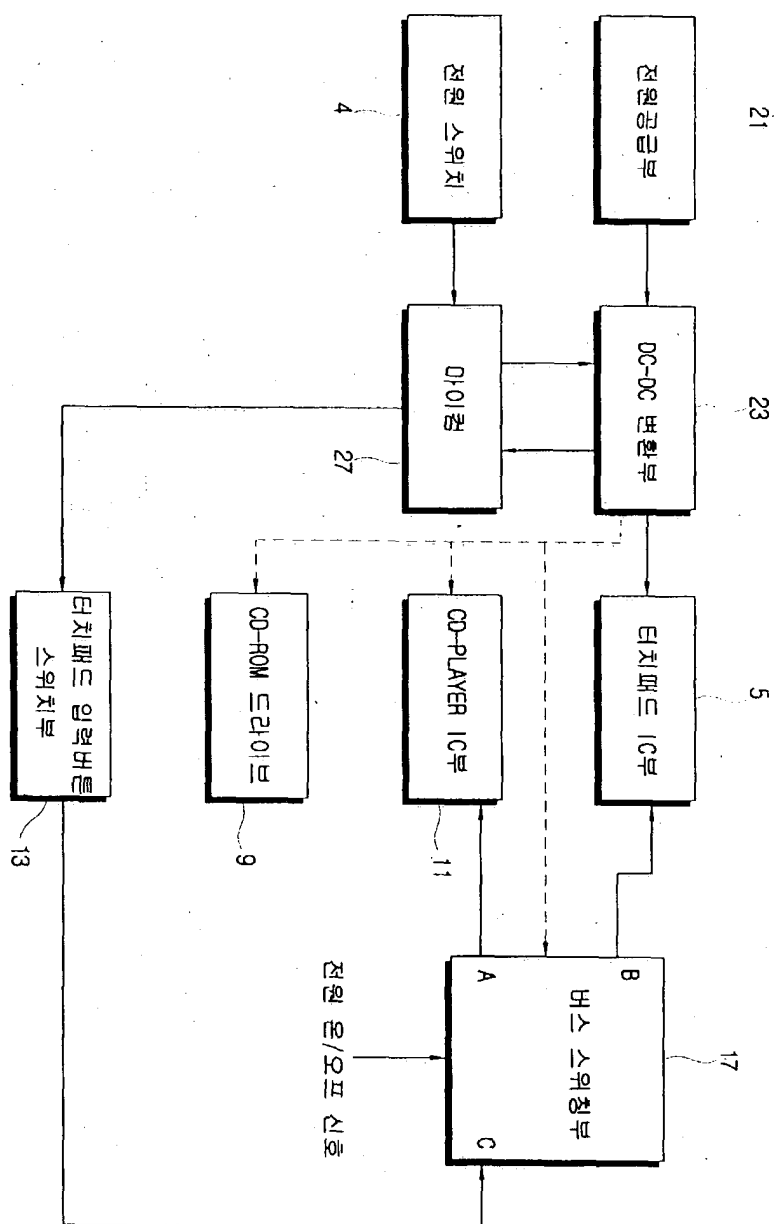 21
전원공급부
4
전원 스위치
DC-DC 변환부
23
마이컴
27
터치패드 IC부
5
CD-PLAYER IC부
11
CD-ROM 드라이브
9
터치패드 입력버튼
스위치부
13
버스 스위칭부
17
B
A
C
전원 온/오프 신호